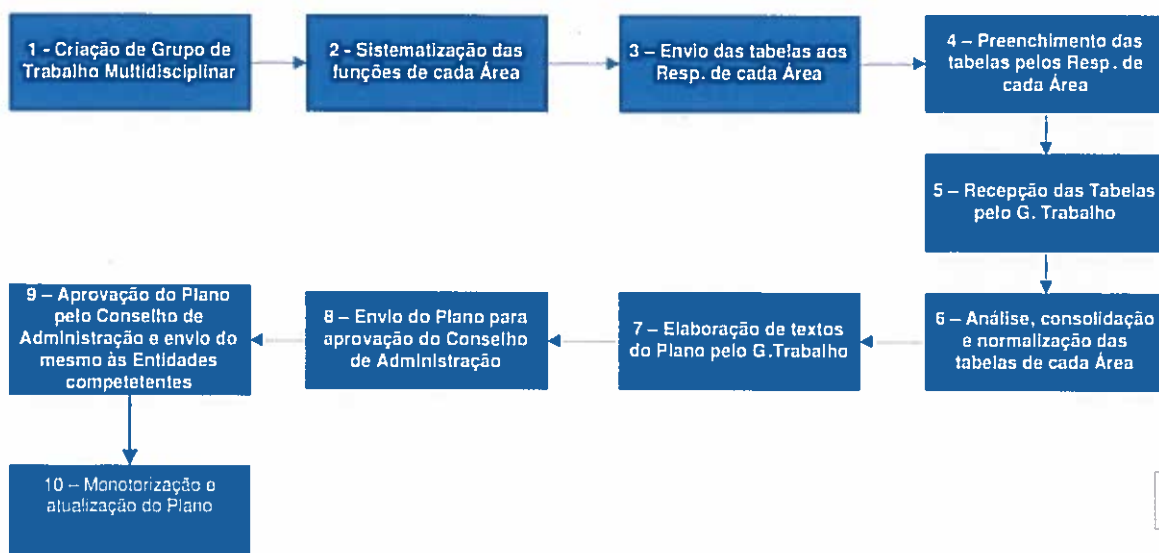 1 - Criação de Grupo de
Trabalho Multidisciplinar
2 - Sistematização das
funções de cada Área
3 – Envio das tabelas aos
Resp. de cada Área
4 – Preenchimento das
tabelas pelos Resp. de
cada Área
5 – Recepção das Tabelas
pelo G. Trabalho
6 – Análise, consolidação
e normalização das
tabelas de cada Área
7 – Elaboração de textos
do Plano pelo G.Trabalho
8 – Envio do Plano para
aprovação do Conselho
de Administração
9 – Aprovação do Plano
pelo Conselho de
Administração e envio do
mesmo às Entidades
competetentes
10 – Monotorização e
atualização do Plano